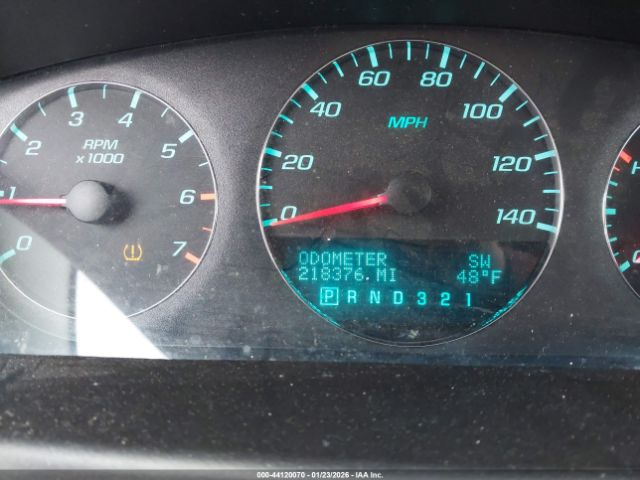 0 1 2 3 4 5 6 7
RPM
x1000
0 20 40 60 80 100 120 140
MPH
ODOMETER SW
218376.MI 48°F
P R N D 3 2 1
H
000-44120070 - 01/23/2026 - IAA Inc.